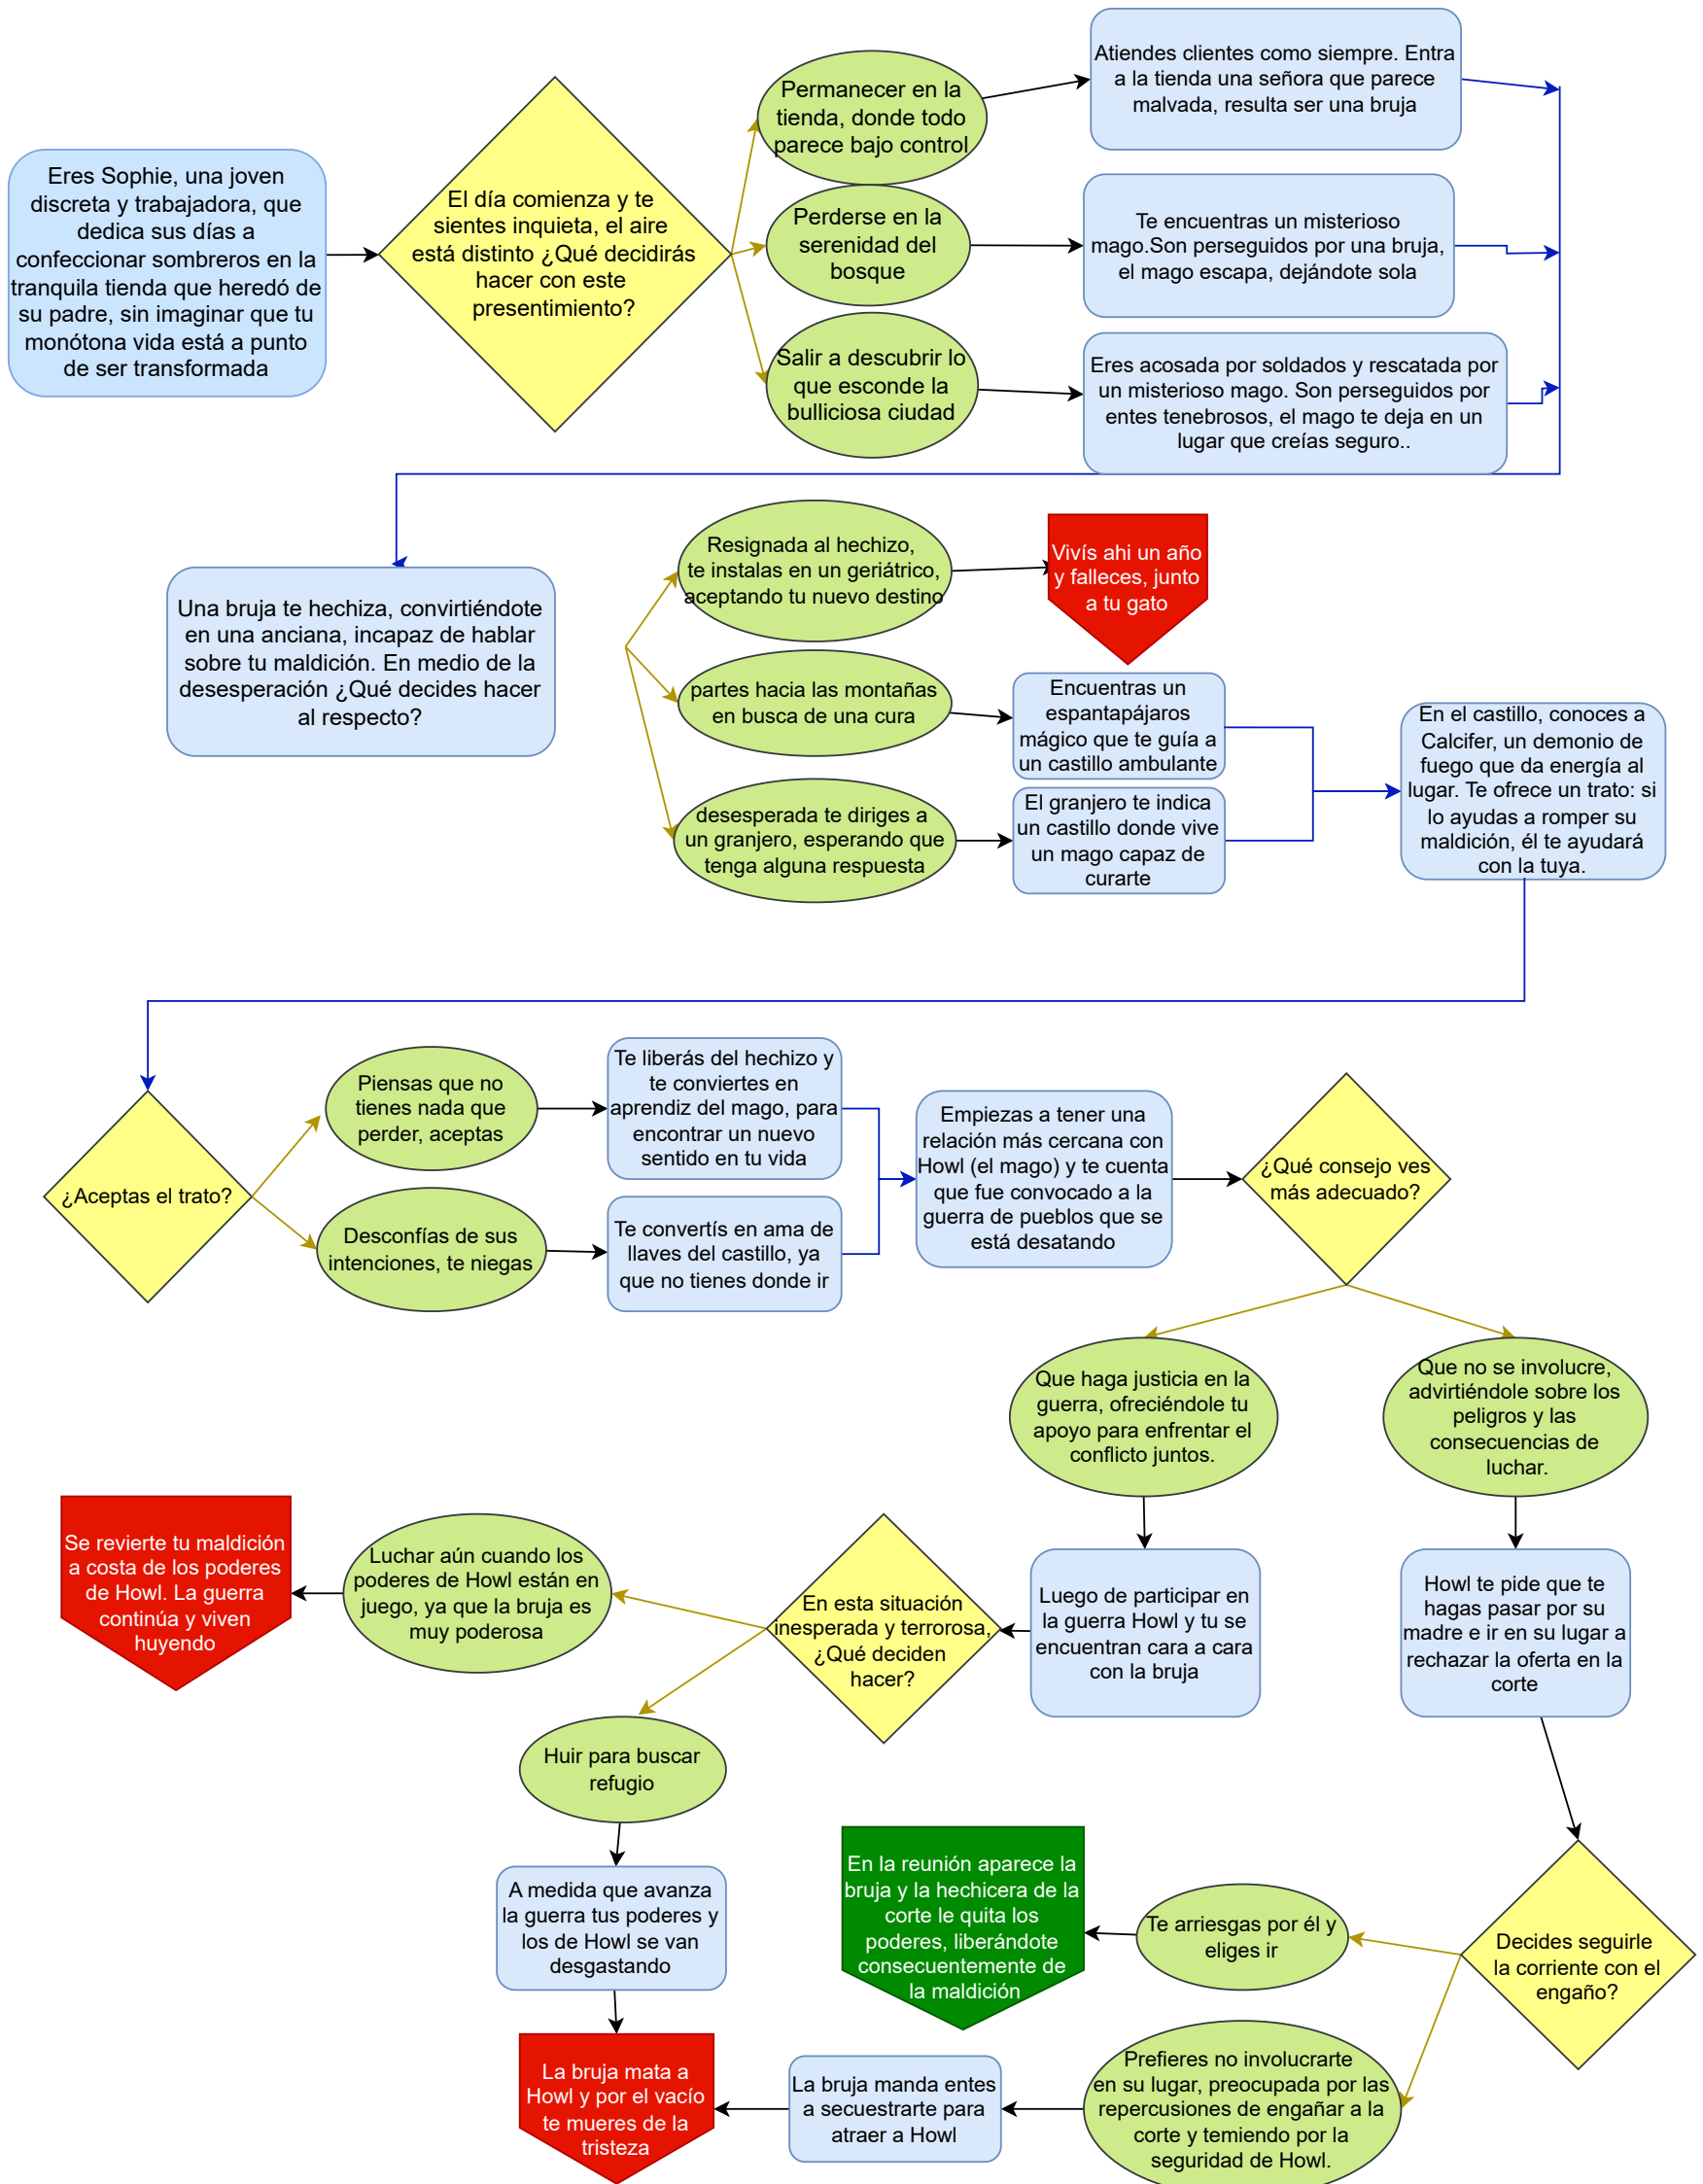 Eres Sophie, una joven
discreta y trabajadora, que
dedica sus días a
confeccionar sombreros en la
tranquila tienda que heredó de
su padre, sin imaginar que tu
monótona vida está a punto
de ser transformada
El día comienza y te
sientes inquieta, el aire
está distinto ¿Qué decidirás
hacer con este
presentimiento?
Permanecer en la
tienda, donde todo
parece bajo control
Atiendes clientes como siempre. Entra
a la tienda una señora que parece
malvada, resulta ser una bruja
Perderse en la
serenidad del
bosque
Te encuentras un misterioso
mago.Son perseguidos por una bruja,
el mago escapa, dejándote sola
Salir a descubrir lo
que esconde la
bulliciosa ciudad
Eres acosada por soldados y rescatada por
un misterioso mago. Son perseguidos por
entes tenebrosos, el mago te deja en un
lugar que creías seguro..
Una bruja te hechiza, convirtiéndote
en una anciana, incapaz de hablar
sobre tu maldición. En medio de la
desesperación ¿Qué decides hacer
al respecto?
Resignada al hechizo,
te instalas en un geriátrico,
aceptando tu nuevo destino
Vivís ahi un año
y falleces, junto
a tu gato
partes hacia las montañas
en busca de una cura
Encuentras un
espantapájaros
mágico que te guía a
un castillo ambulante
desesperada te diriges a
un granjero, esperando que
tenga alguna respuesta
El granjero te indica
un castillo donde vive
un mago capaz de
curarte
En el castillo, conoces a
Calcifer, un demonio de
fuego que da energía al
lugar. Te ofrece un trato: si
lo ayudas a romper su
maldición, él te ayudará
con la tuya.
¿Aceptas el trato?
Piensas que no
tienes nada que
perder, aceptas
Te liberás del hechizo y
te conviertes en
aprendiz del mago, para
encontrar un nuevo
sentido en tu vida
Desconfías de sus
intenciones, te niegas
Te convertís en ama de
llaves del castillo, ya
que no tienes donde ir
Empiezas a tener una
relación más cercana con
Howl (el mago) y te cuenta
que fue convocado a la
guerra de pueblos que se
está desatando
¿Qué consejo ves
más adecuado?
Que haga justicia en la
guerra, ofreciéndole tu
apoyo para enfrentar el
conflicto juntos.
Que no se involucre,
advirtiéndole sobre los
peligros y las
consecuencias de
luchar.
Se revierte tu maldición
a costa de los poderes
de Howl. La guerra
continúa y viven
huyendo
Luchar aún cuando los
poderes de Howl están en
juego, ya que la bruja es
muy poderosa
En esta situación
inesperada y terrorosa,
¿Qué deciden
hacer?
Luego de participar en
la guerra Howl y tu se
encuentran cara a cara
con la bruja
Howl te pide que te
hagas pasar por su
madre e ir en su lugar a
rechazar la oferta en la
corte
Huir para buscar
refugio
A medida que avanza
la guerra tus poderes y
los de Howl se van
desgastando
En la reunión aparece la
bruja y la hechicera de la
corte le quita los
poderes, liberándote
consecuentemente de
la maldición
Te arriesgas por él y
eliges ir
Decides seguirle
la corriente con el
engaño?
La bruja mata a
Howl y por el vacío
te mueres de la
tristeza
La bruja manda entes
a secuestrarte para
atraer a Howl
Prefieres no involucrarte
en su lugar, preocupada por las
repercusiones de engañar a la
corte y temiendo por la
seguridad de Howl.